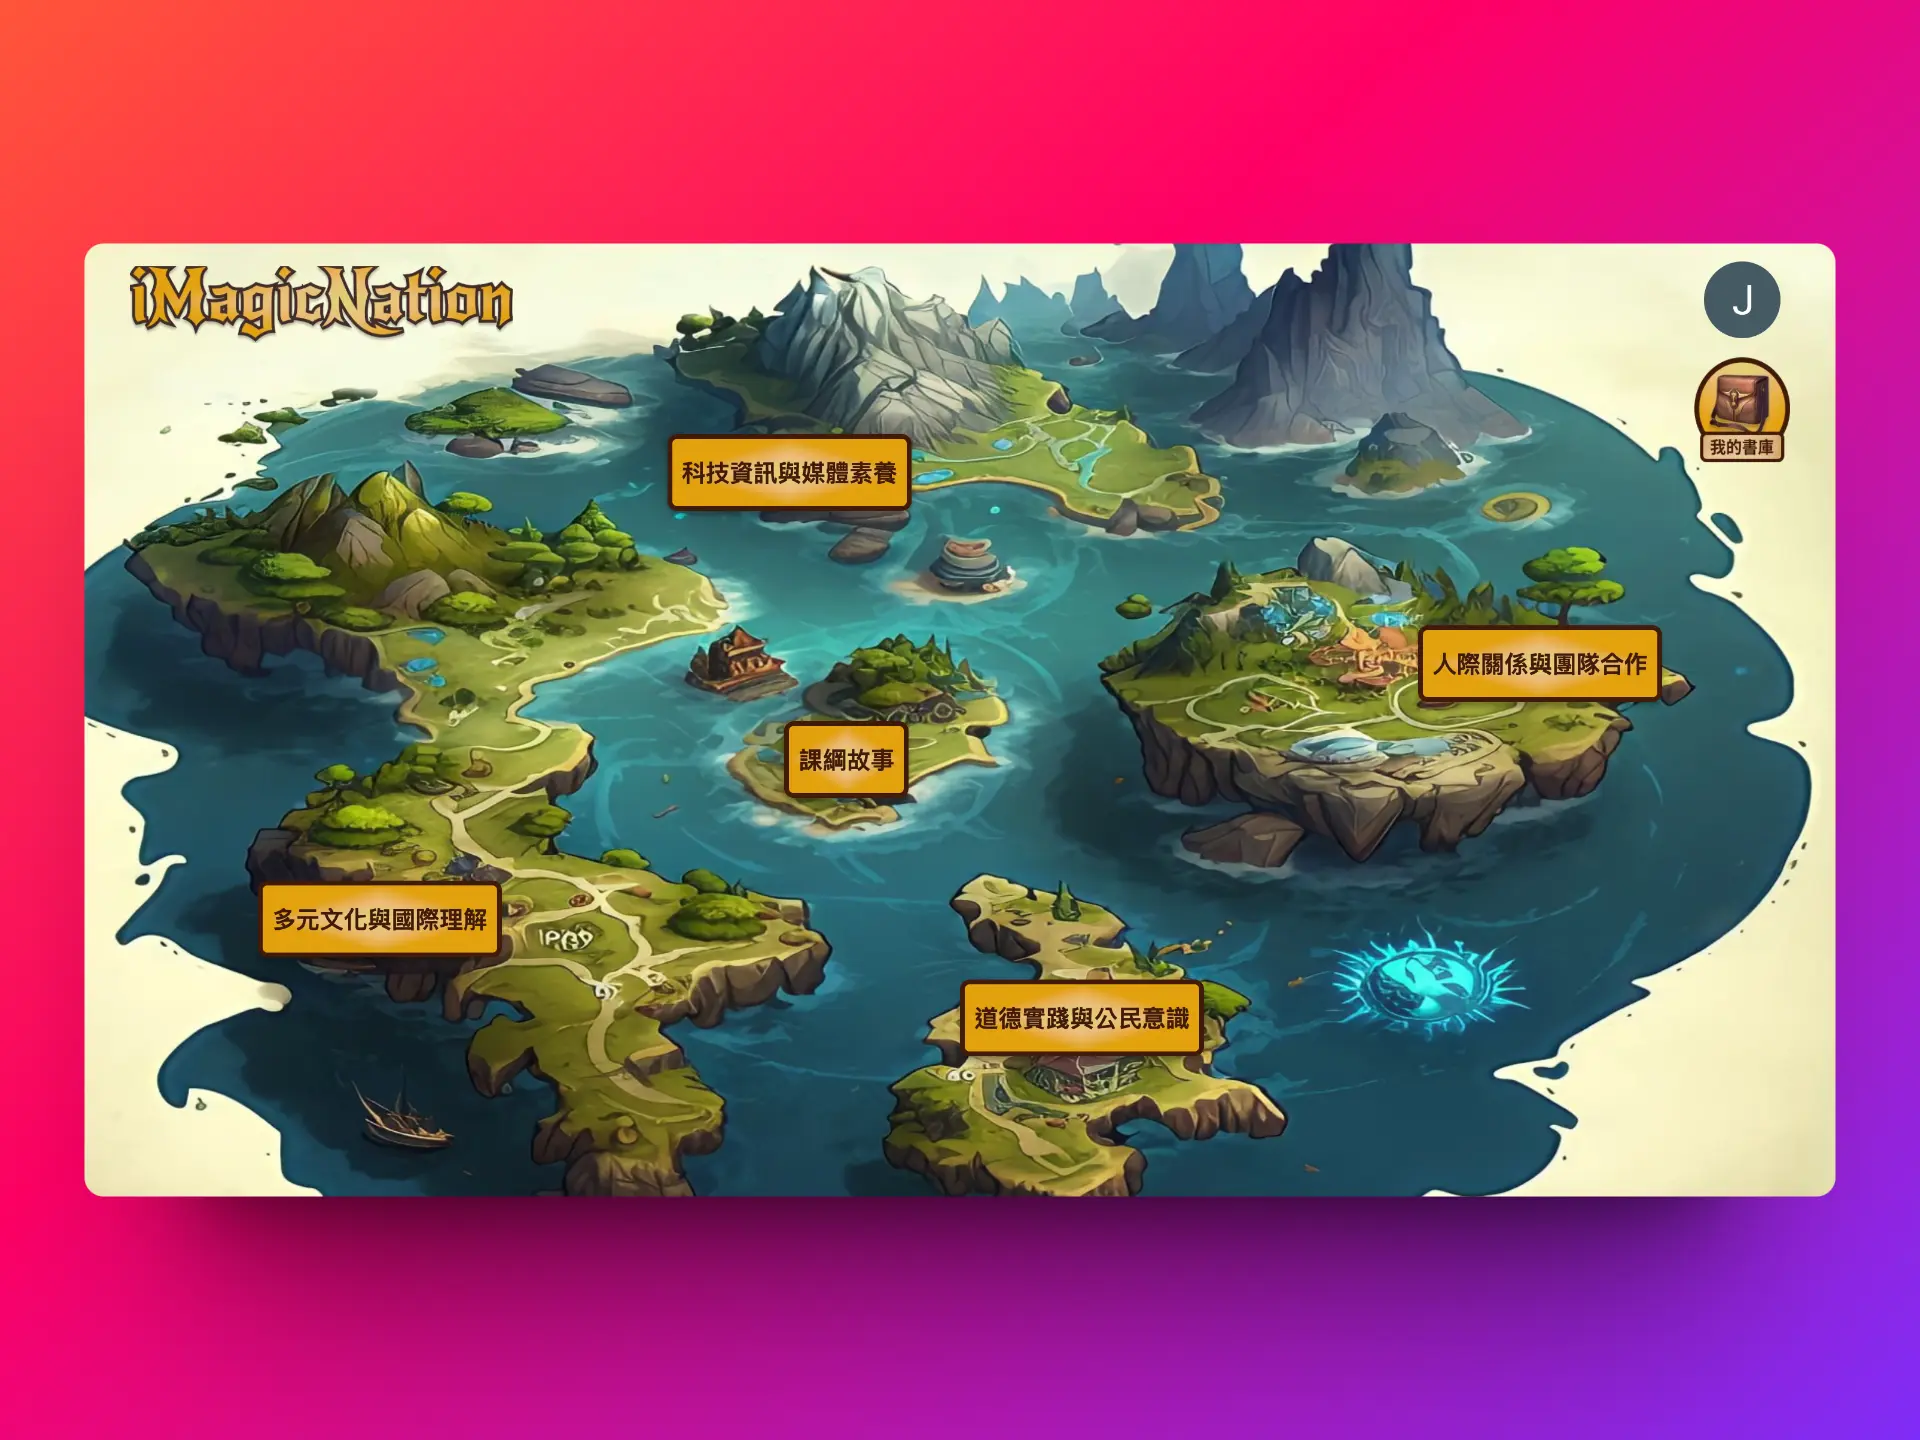 iMagicNation
J
我的書庫
科技資訊與媒體素養
人際關係與團隊合作
課綱故事
多元文化與國際理解
道德實踐與公民意識